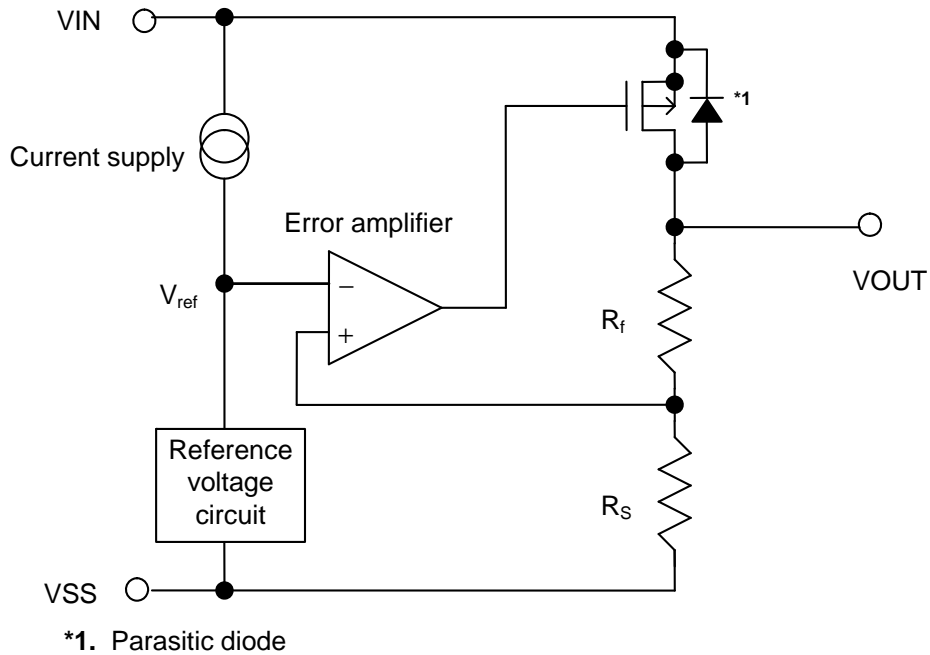 VIN
*1
Current supply
Error amplifier
Vref
−
+
VOUT
Rf
Reference
voltage
circuit
RS
VSS
*1. Parasitic diode